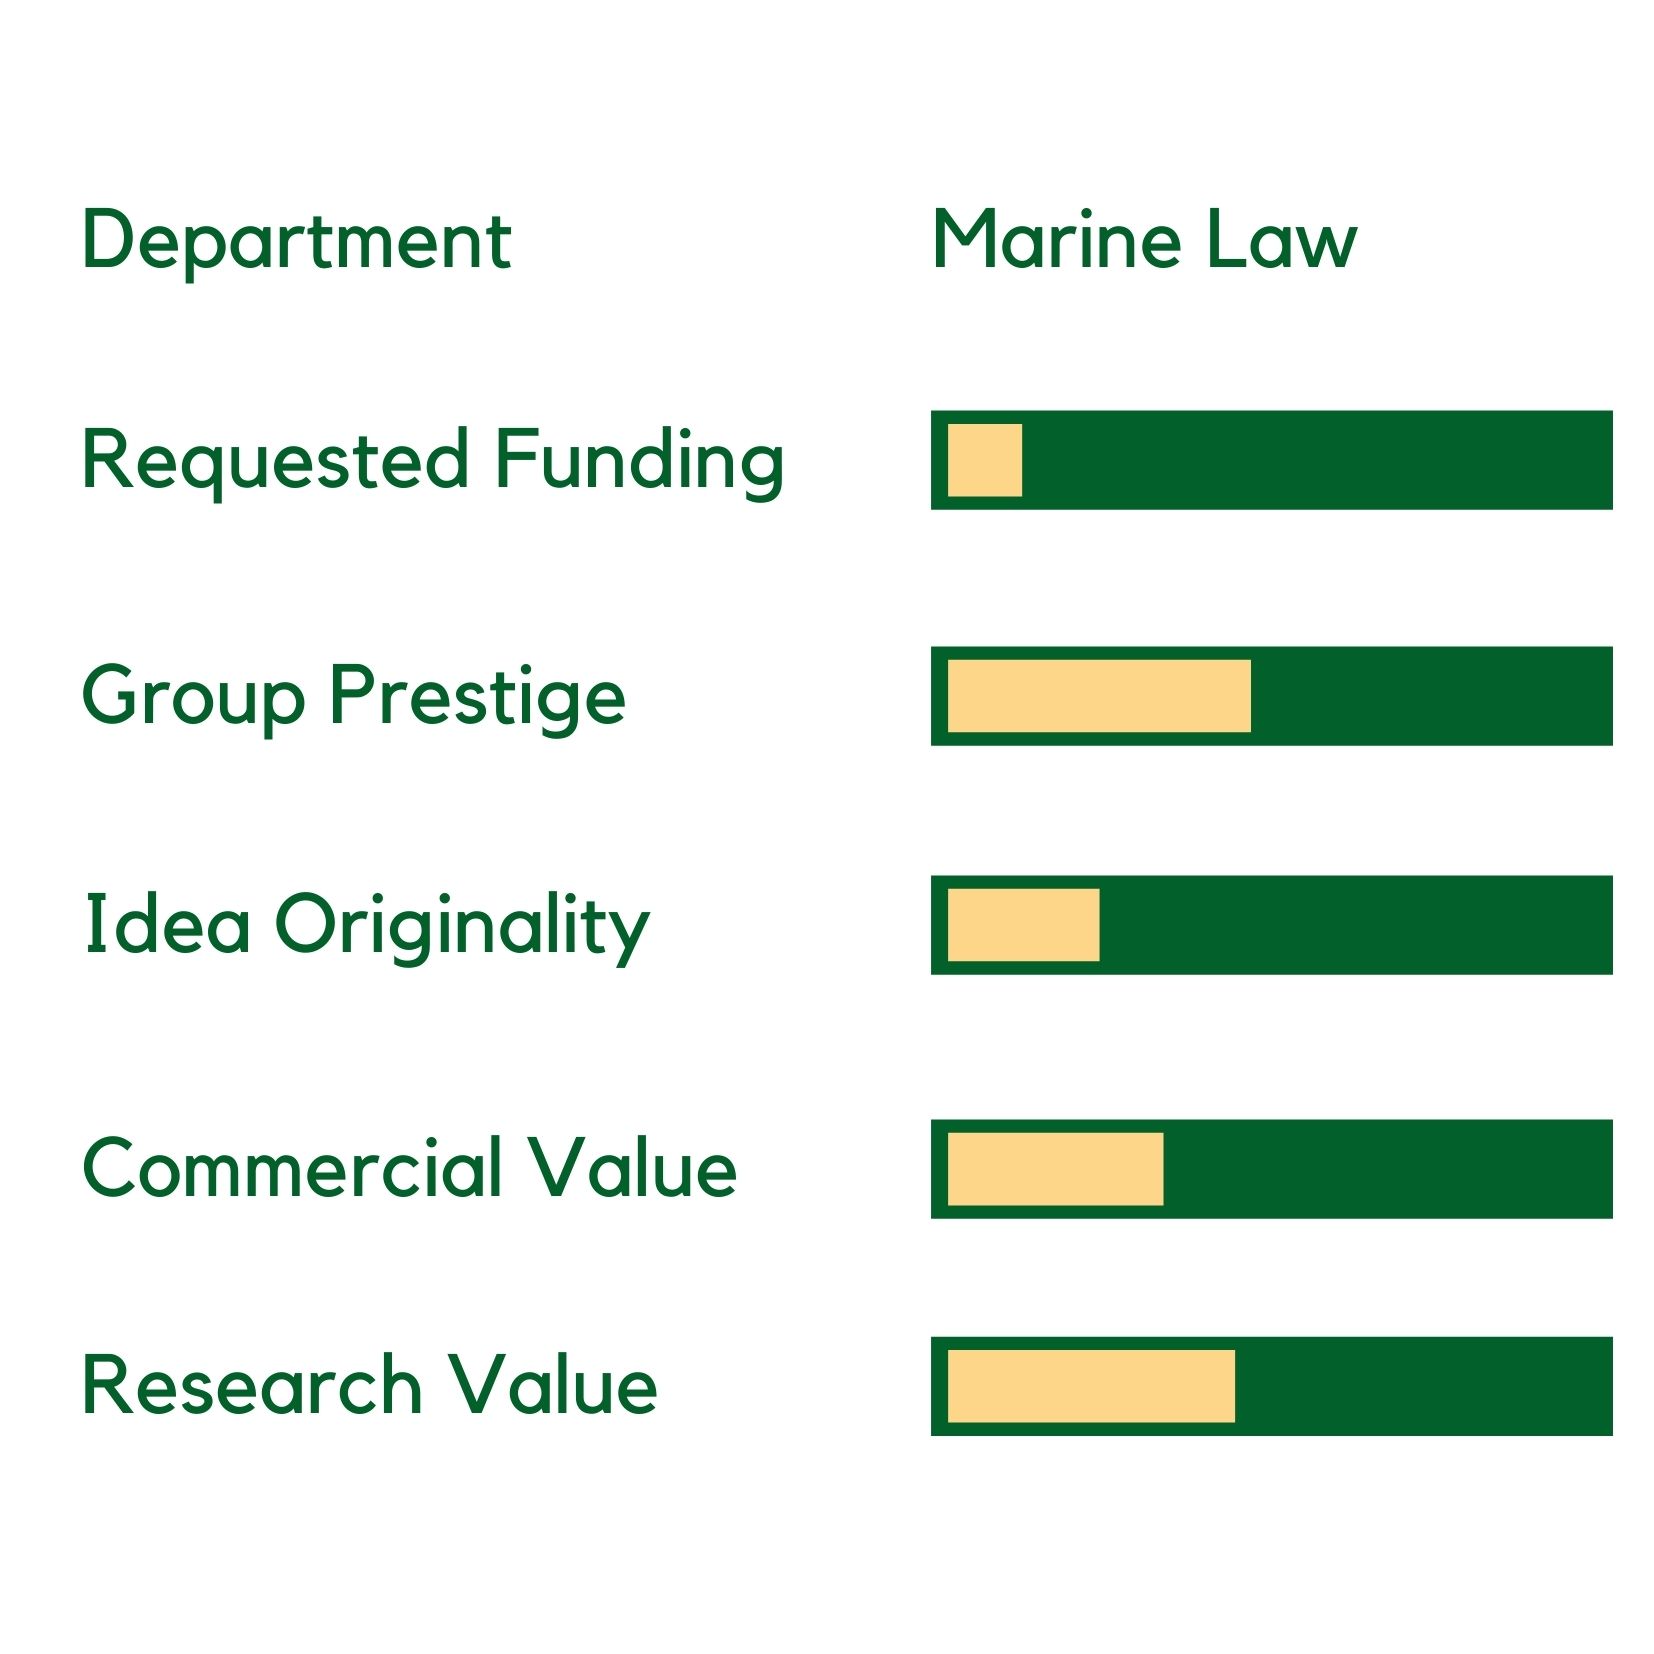 Department Marine Law
Requested Funding
Group Prestige
Idea Originality
Commercial Value
Research Value